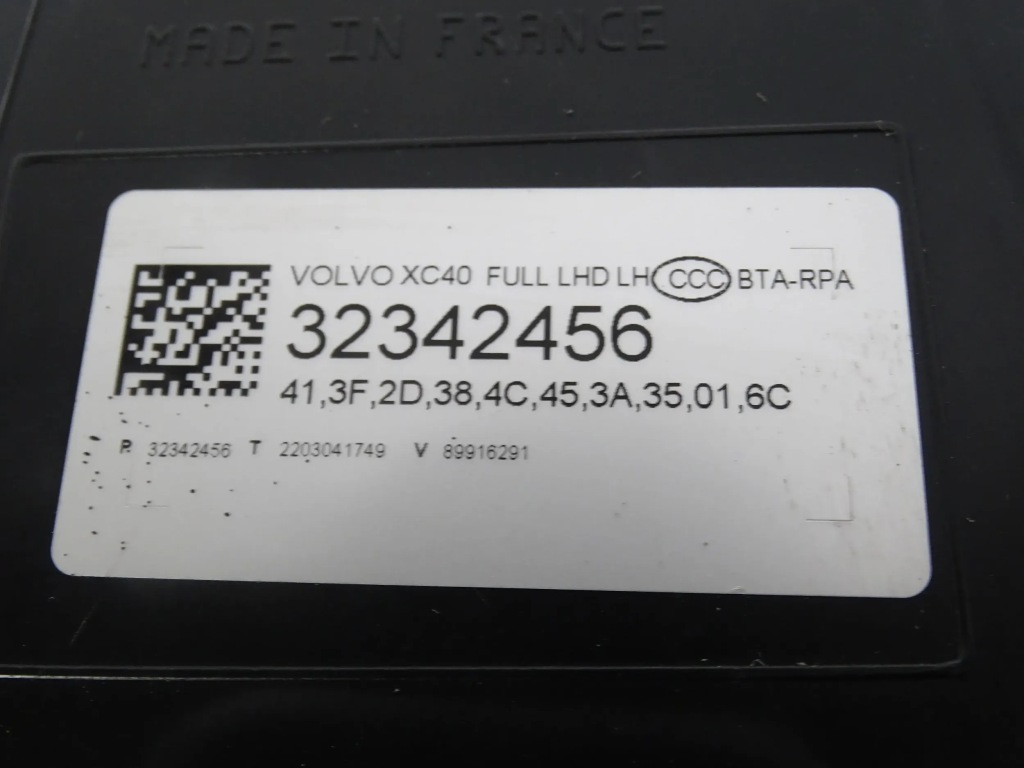 MADE IN FRANCE
VOLVO XC40 FULL LHD LH CCC BTA-RPA
32342456
41,3F,2D,38,4C,45,3A,35,01,6C
P 32342456 T 2203041749 V 89916291